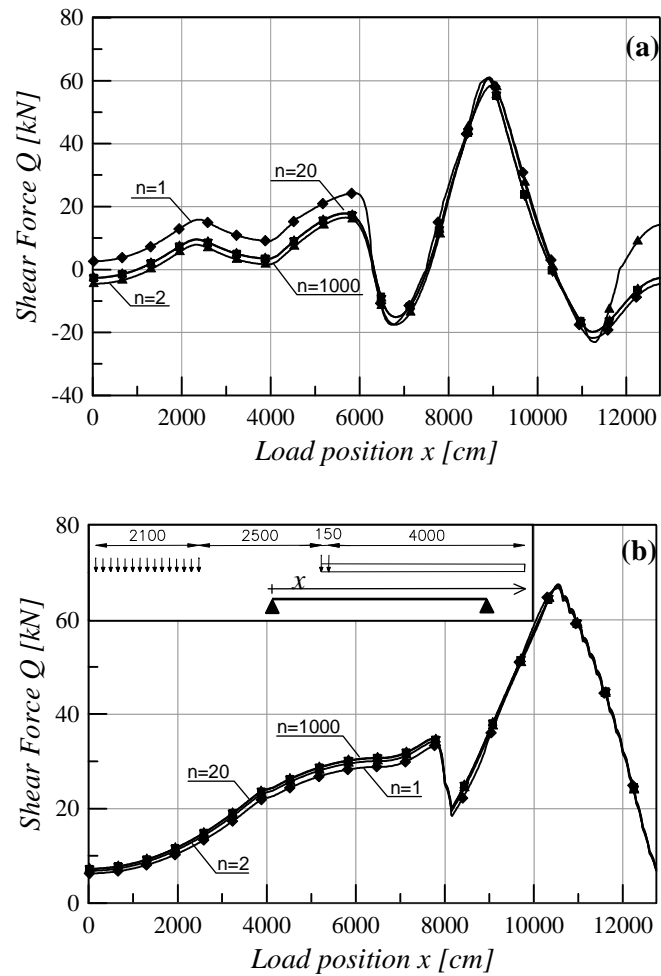 80
(a)
60
n=20
40
n=1
20
0
n=1000
-20
n=2
-40
Shear Force Q [kN]
0 2000 4000 6000 8000 10000 12000
Load position x [cm]
80
2100 2500 150 4000
(b)
x
60
n=1000
40
n=20
n=1
20
n=2
0
Shear Force Q [kN]
0 2000 4000 6000 8000 10000 12000
Load position x [cm]